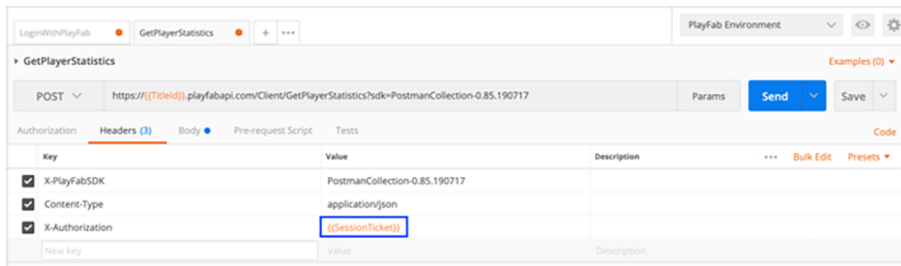 LoginWithPlayFab GetPlayerStatistics + ••• PlayFab Environment
GetPlayerStatistics Examples (0)
POST https://{{TitleId}}.playfabapi.com/Client/GetPlayerStatistics?sdk=PostmanCollection-0.85.190717 Params Send Save
Authorization Headers (3) Body Pre-request Script Tests Code
Key Value Description ••• Bulk Edit Presets
X-PlayFabSDK PostmanCollection-0.85.190717
Content-Type application/json
X-Authorization {{SessionTicket}}
New key Value Description